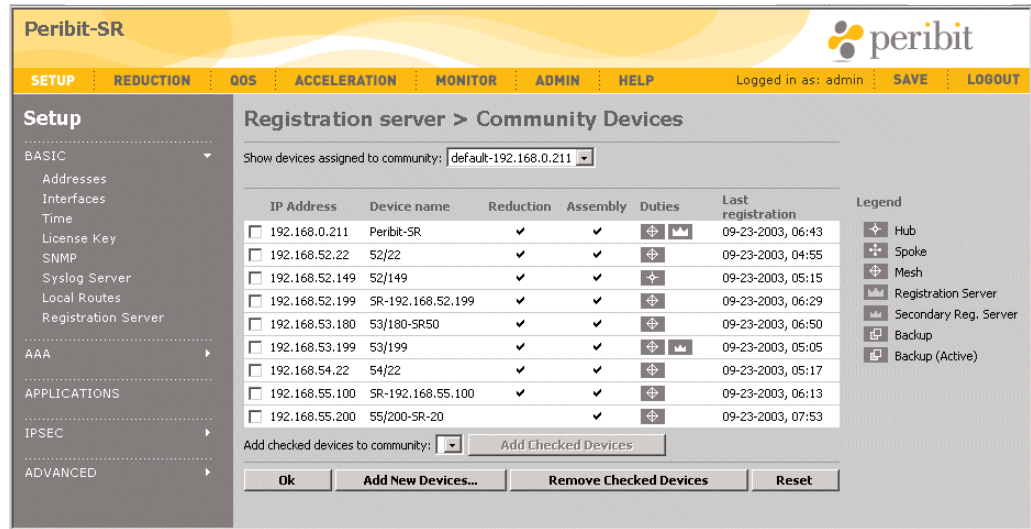 Peribit-SR
peribit
SETUP REDUCTION QOS ACCELERATION MONITOR ADMIN HELP Logged in as: admin SAVE LOGOUT
Setup
BASIC
Addresses
Interfaces
Time
License Key
SNMP
Syslog Server
Local Routes
Registration Server
AAA
APPLICATIONS
IPSEC
ADVANCED
Registration server > Community Devices
Show devices assigned to community: default-192.168.0.211
IP Address Device name Reduction Assembly Duties Last registration
192.168.0.211 Peribit-SR 09-23-2003, 06:43
192.168.52.22 52/22 09-23-2003, 04:55
192.168.52.149 52/149 09-23-2003, 05:15
192.168.52.199 SR-192.168.52.199 09-23-2003, 06:29
192.168.53.180 53/180-SR50 09-23-2003, 06:50
192.168.53.199 53/199 09-23-2003, 05:05
192.168.54.22 54/22 09-23-2003, 05:17
192.168.55.100 SR-192.168.55.100 09-23-2003, 06:13
192.168.55.200 55/200-SR-20 09-23-2003, 07:53
Add checked devices to community: Add Checked Devices
Ok Add New Devices... Remove Checked Devices Reset
Legend
Hub
Spoke
Mesh
Registration Server
Secondary Reg. Server
Backup
Backup (Active)